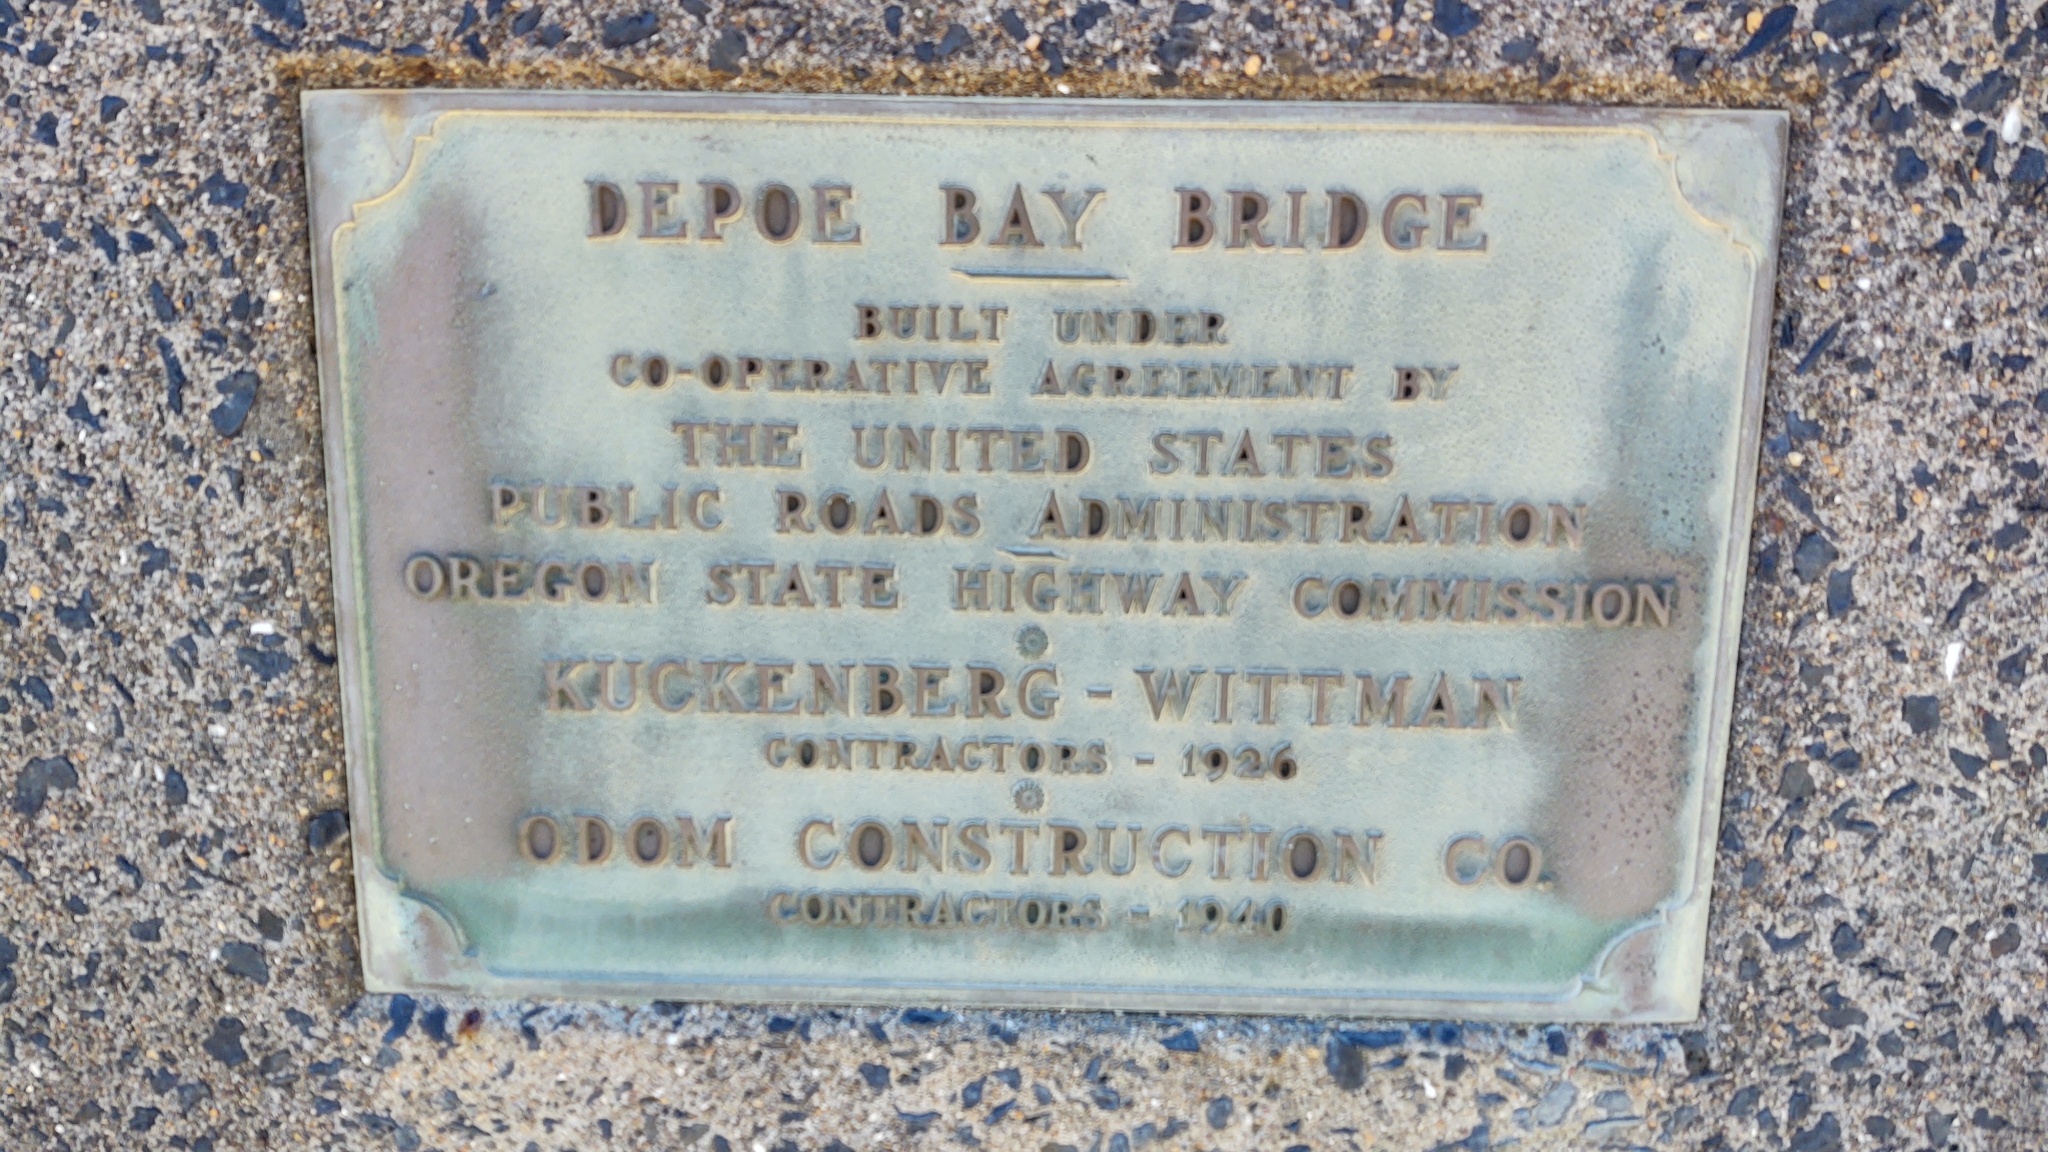 DEPOE BAY BRIDGE
BUILT UNDER
CO-OPERATIVE AGREEMENT BY
THE UNITED STATES
PUBLIC ROADS ADMINISTRATION
OREGON STATE HIGHWAY COMMISSION
KUCKENBERG - WITTMAN
CONTRACTORS - 1926
ODOM CONSTRUCTION CO.
CONTRACTORS - 1940